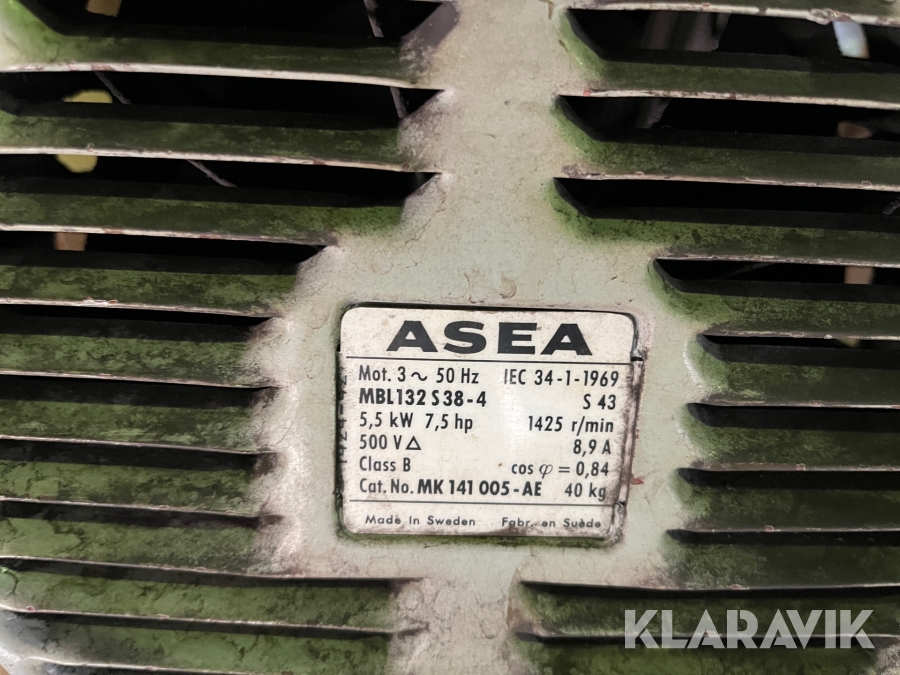 ASEA
Mot. 3~ 50 Hz IEC 34-1-1969
MBL132 S38-4 S 43
5,5 kW 7,5 hp 1425 r/min
500 V△ 8,9 A
Class B cos φ = 0,84
Cat. No. MK 141 005-AE 40 kg
Made in Sweden Fabr. en Suède
KLARAVIK